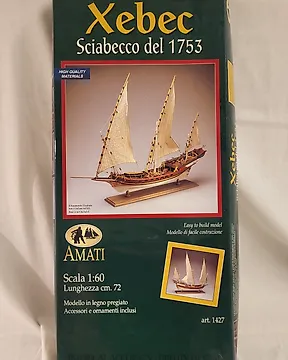 Xebec
Sciabecco del 1753
HIGH QUALITY
MATERIALS
Easy to build model
Modello di facile costruzione
AMATI
Scala 1:60
Lunghezza cm. 72
Modello in legno pregiato
Accessori e ornamenti inclusi
art. 1427
Xebec